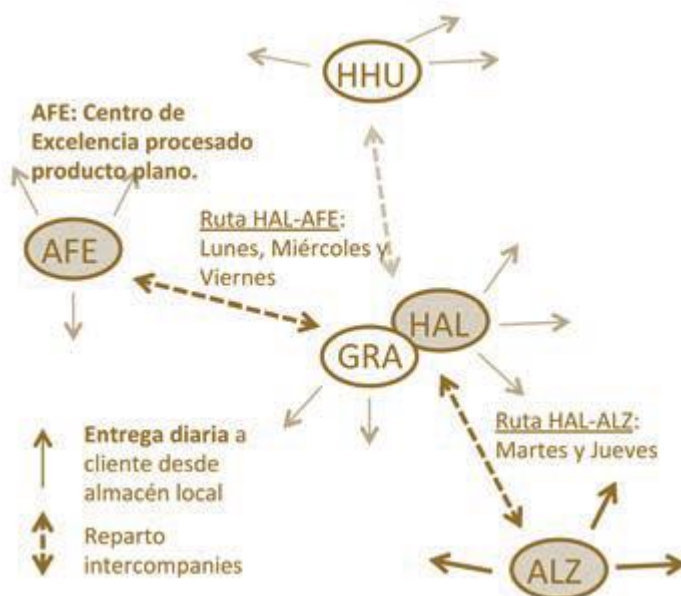 HHU
AFE: Centro de
Excelencia procesado
producto plano.
AFE
Ruta HAL-AFE:
Lunes, Miércoles y
Viernes
HAL
GRA
Ruta HAL-ALZ:
Martes y Jueves
Entrega diaria a
cliente desde
almacén local
Reparto
intercompanies
ALZ